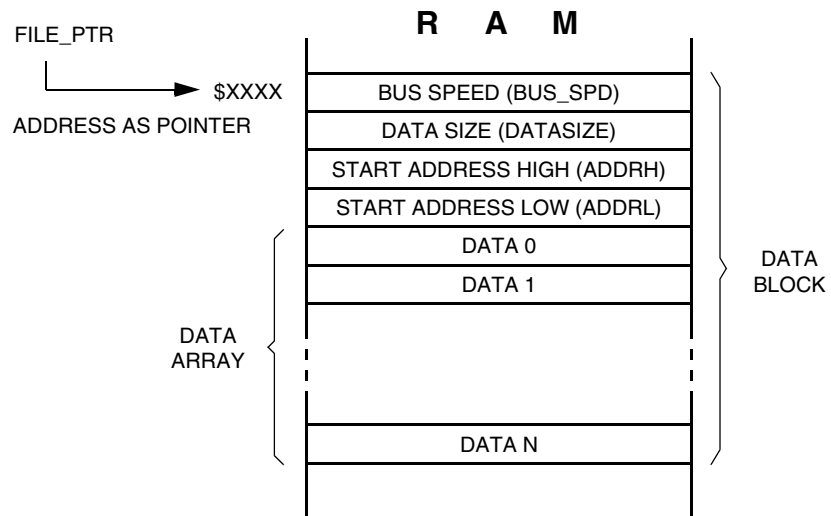 R A M
FILE_PTR
$XXXX
ADDRESS AS POINTER
BUS SPEED (BUS_SPD)
DATA SIZE (DATASIZE)
START ADDRESS HIGH (ADDRH)
START ADDRESS LOW (ADDRL)
DATA 0
DATA 1
DATA
ARRAY
DATA N
DATA
BLOCK